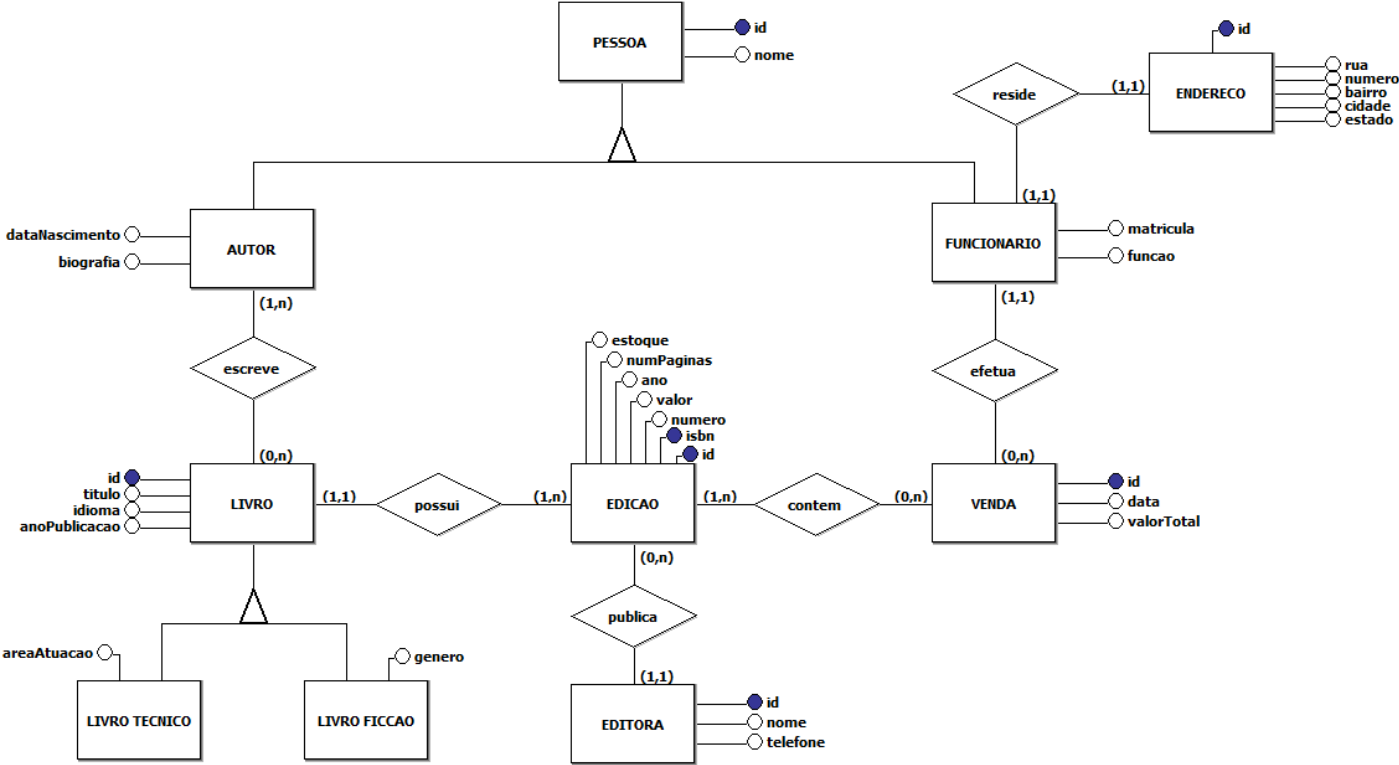 PESSOA
id
nome
id
ENDERECO
rua
numero
bairro
cidade
estado
reside
(1,1)
(1,1)
AUTOR
dataNascimento
biografia
(1,n)
FUNCIONARIO
matricula
funcao
(1,1)
escreve
estoque
numPaginas
ano
valor
numero
isbn
id
efetua
(0,n)
(0,n)
id
titulo
idioma
anoPublicacao
LIVRO
(1,1)
possui
(1,n)
EDICAO
(1,n)
contem
(0,n)
VENDA
id
data
valorTotal
(0,n)
publica
areaAtuacao
genero
LIVRO TECNICO
LIVRO FICCAO
(1,1)
EDITORA
id
nome
telefone